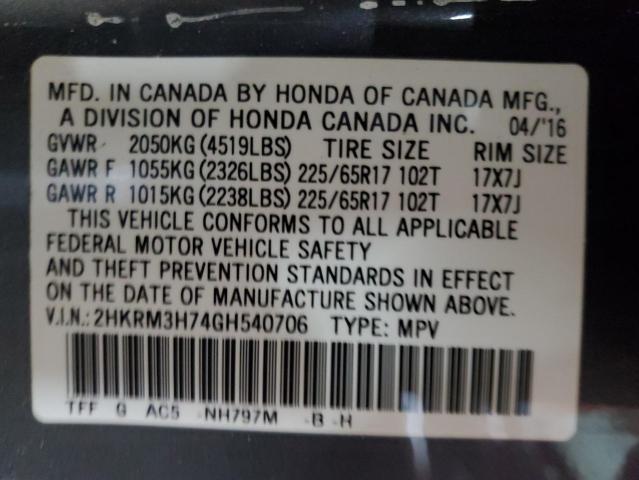 MFD. IN CANADA BY HONDA OF CANADA MFG.,
A DIVISION OF HONDA CANADA INC. 04/'16
GVWR 2050KG (4519LBS) TIRE SIZE RIM SIZE
GAWR F 1055KG (2326LBS) 225/65R17 102T 17X7J
GAWR R 1015KG (2238LBS) 225/65R17 102T 17X7J
THIS VEHICLE CONFORMS TO ALL APPLICABLE
FEDERAL MOTOR VEHICLE SAFETY
AND THEFT PREVENTION STANDARDS IN EFFECT
ON THE DATE OF MANUFACTURE SHOWN ABOVE.
V.I.N.:2HKRM3H74GH540706 TYPE: MPV
TFF G AC5 -NH797M -B -H